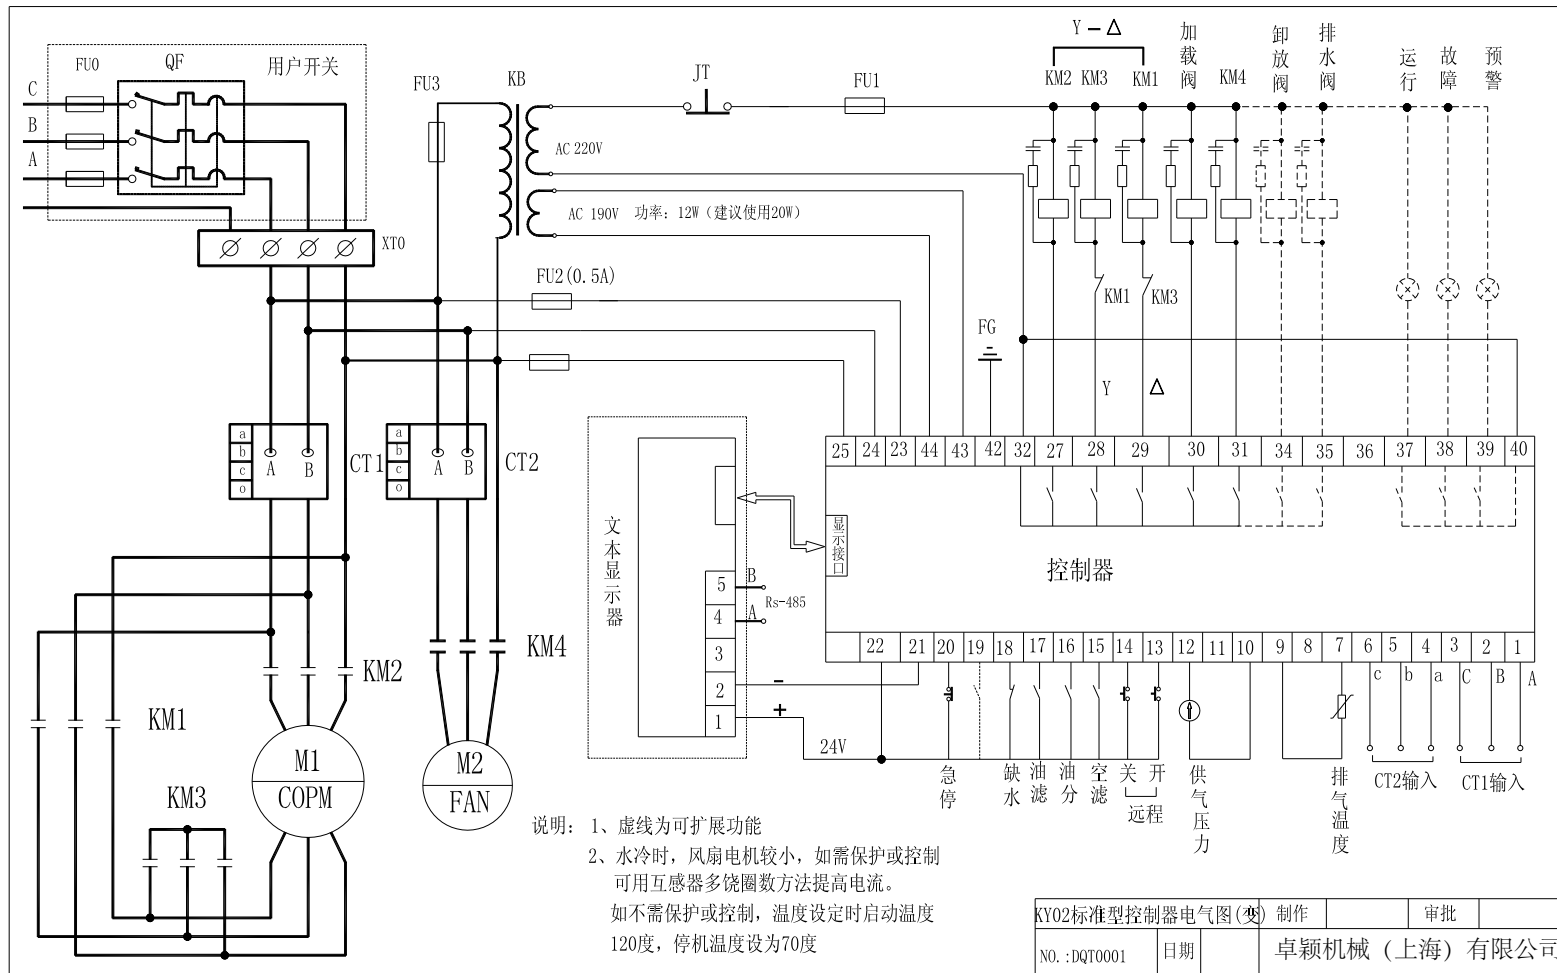 Y－△
加载阀
卸放阀
排水阀
运行
故障
预警
KM2 KM3 KM1 KM4
FU0
QF
用户开关
C
B
A
XT0
FU3
KB
JT
FU1
AC 220V
AC 190V 功率：12W（建议使用20W）
FU2(0.5A)
KM1
KM3
FG
Y △
a
b
c
o
A B
CT1
a
b
c
o
A B
CT2
25 24 23 44 43 42 32 27 28 29 30 31 34 35 36 37 38 39 40
文本显示器
显示接口
控制器
5
4
3
2
1
B
A
Rs-485
－
＋
24V
22 21 20 19 18 17 16 15 14 13 12 11 10 9 8 7 6 5 4 3 2 1
c b a C B A
急停
缺水
油滤
油分
空滤
关 开
远程
供气压力
排气温度
CT2输入
CT1输入
KM2
KM4
KM1
KM3
M1
COPM
M2
FAN
说明： 1、虚线为可扩展功能
2、水冷时，风扇电机较小，如需保护或控制
可用互感器多饶圈数方法提高电流。
如不需保护或控制，温度设定时启动温度
120度，停机温度设为70度
KY02标准型控制器电气图(变) 制作 审批
NO.:DQT0001 日期 卓颖机械（上海）有限公司